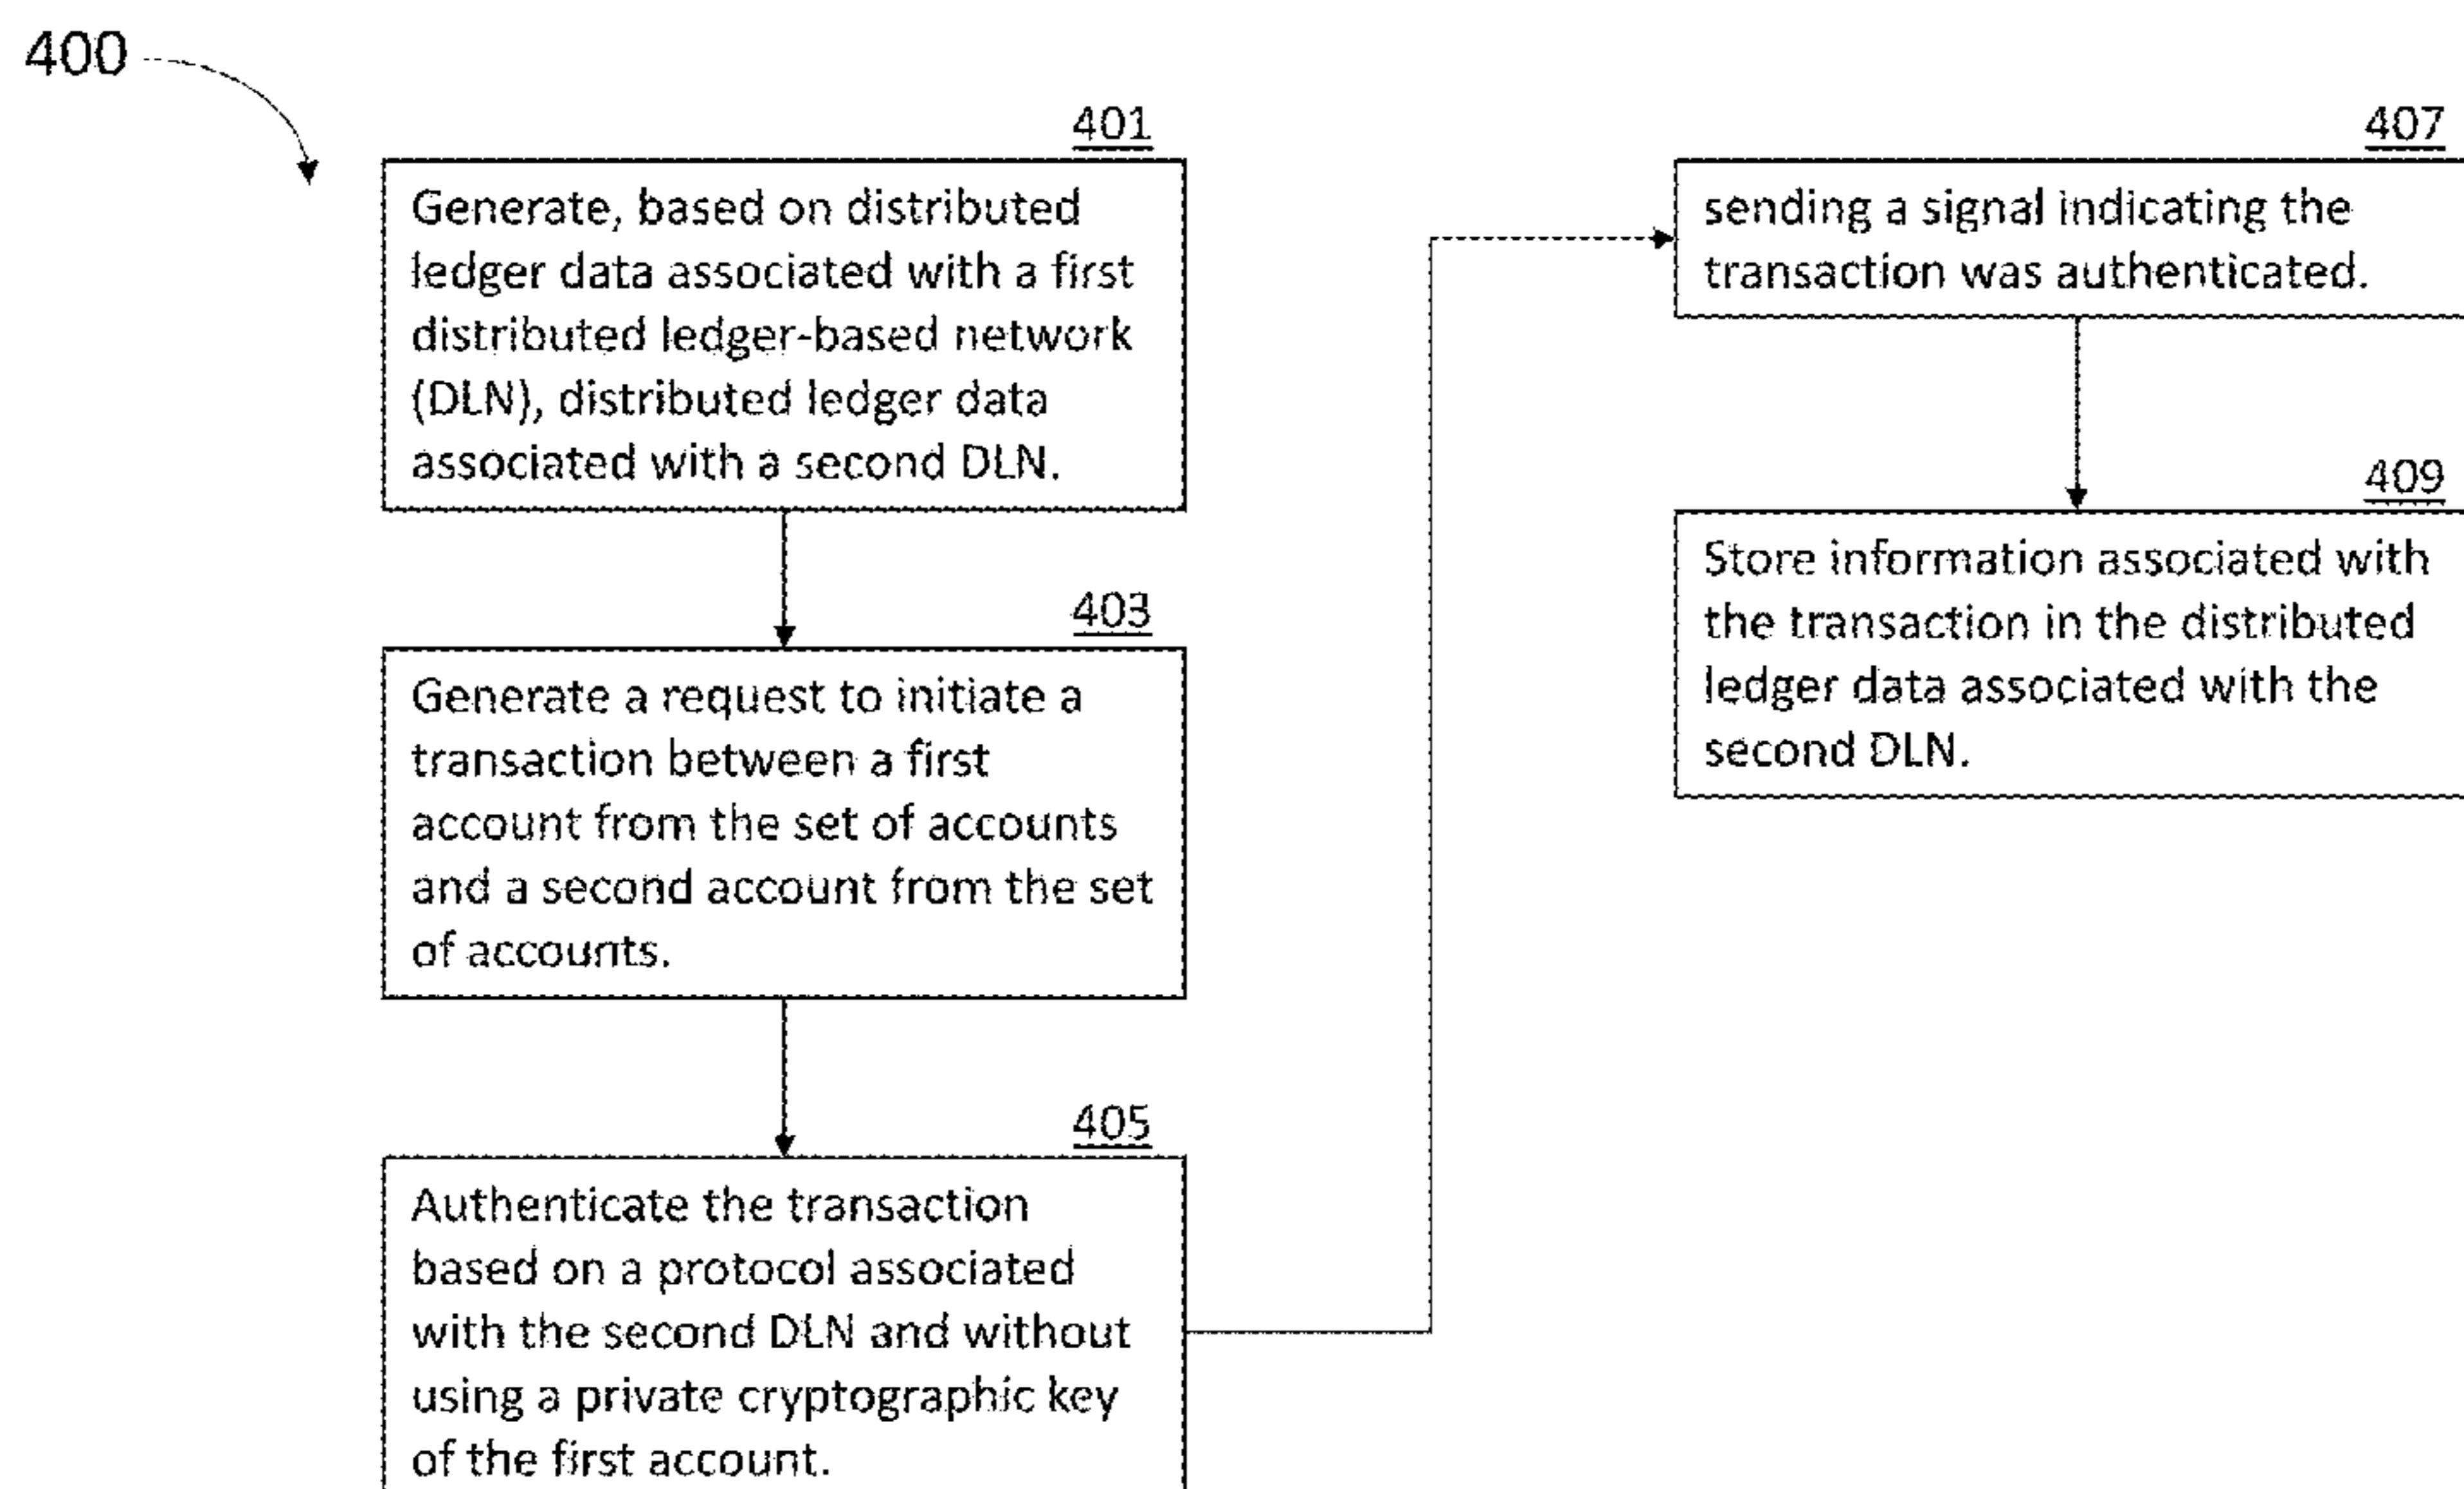 400
401
Generate, based on distributed
ledger data associated with a first
distributed ledger-based network
(DLN), distributed ledger data
associated with a second DLN.
403
Generate a request to initiate a
transaction between a first
account from the set of accounts
and a second account from the set
of accounts.
405
Authenticate the transaction
based on a protocol associated
with the second DLN and without
using a private cryptographic key
of the first account.
407
sending a signal indicating the
transaction was authenticated.
409
Store information associated with
the transaction in the distributed
ledger data associated with the
second DLN.